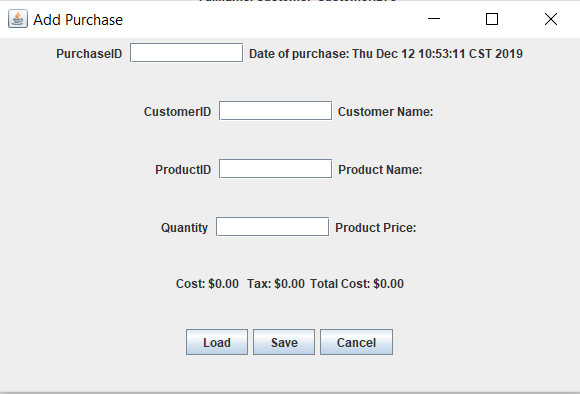 Add Purchase
PurchaseID Date of purchase: Thu Dec 12 10:53:11 CST 2019
CustomerID Customer Name:
ProductID Product Name:
Quantity Product Price:
Cost: $0.00 Tax: $0.00 Total Cost: $0.00
Load Save Cancel